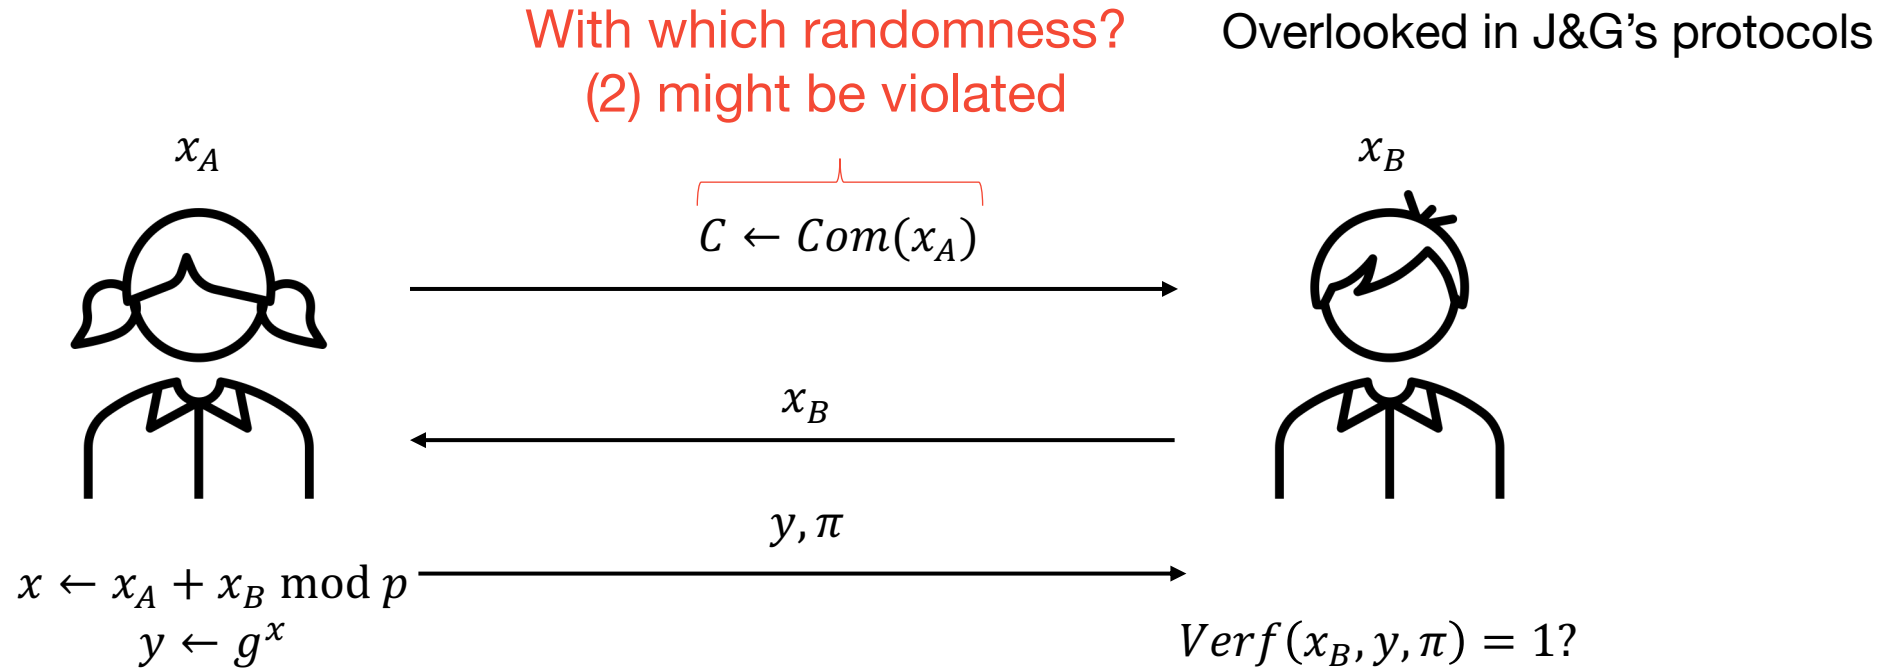 With which randomness?
(2) might be violated
Overlooked in J&G's protocols
x_A
x_B
C ← Com(x_A)
x_B
y, π
x ← x_A + x_B mod p
y ← g^x
Verf(x_B, y, π) = 1?